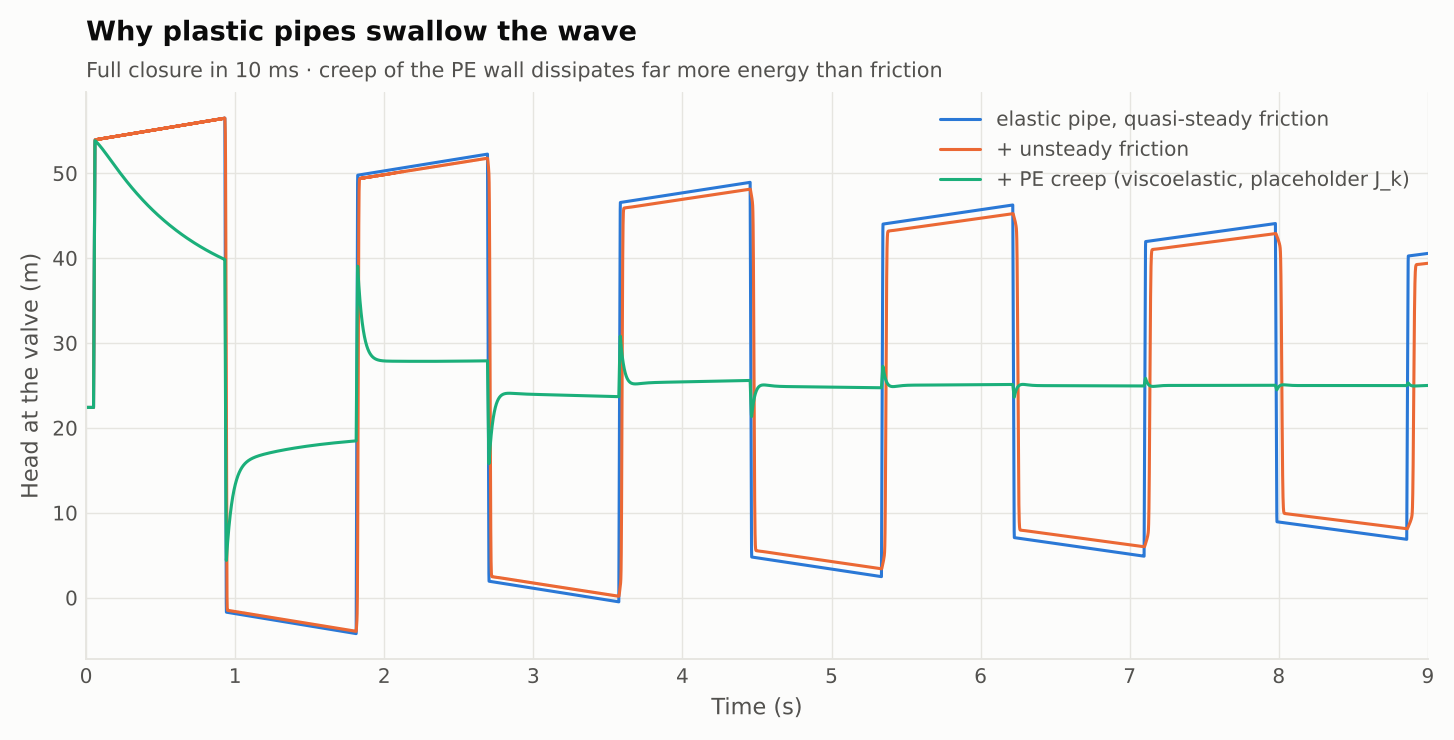 Why plastic pipes swallow the wave
Full closure in 10 ms · creep of the PE wall dissipates far more energy than friction
elastic pipe, quasi-steady friction
+ unsteady friction
+ PE creep (viscoelastic, placeholder J_k)
Head at the valve (m)
50
40
30
20
10
0
0 1 2 3 4 5 6 7 8 9
Time (s)